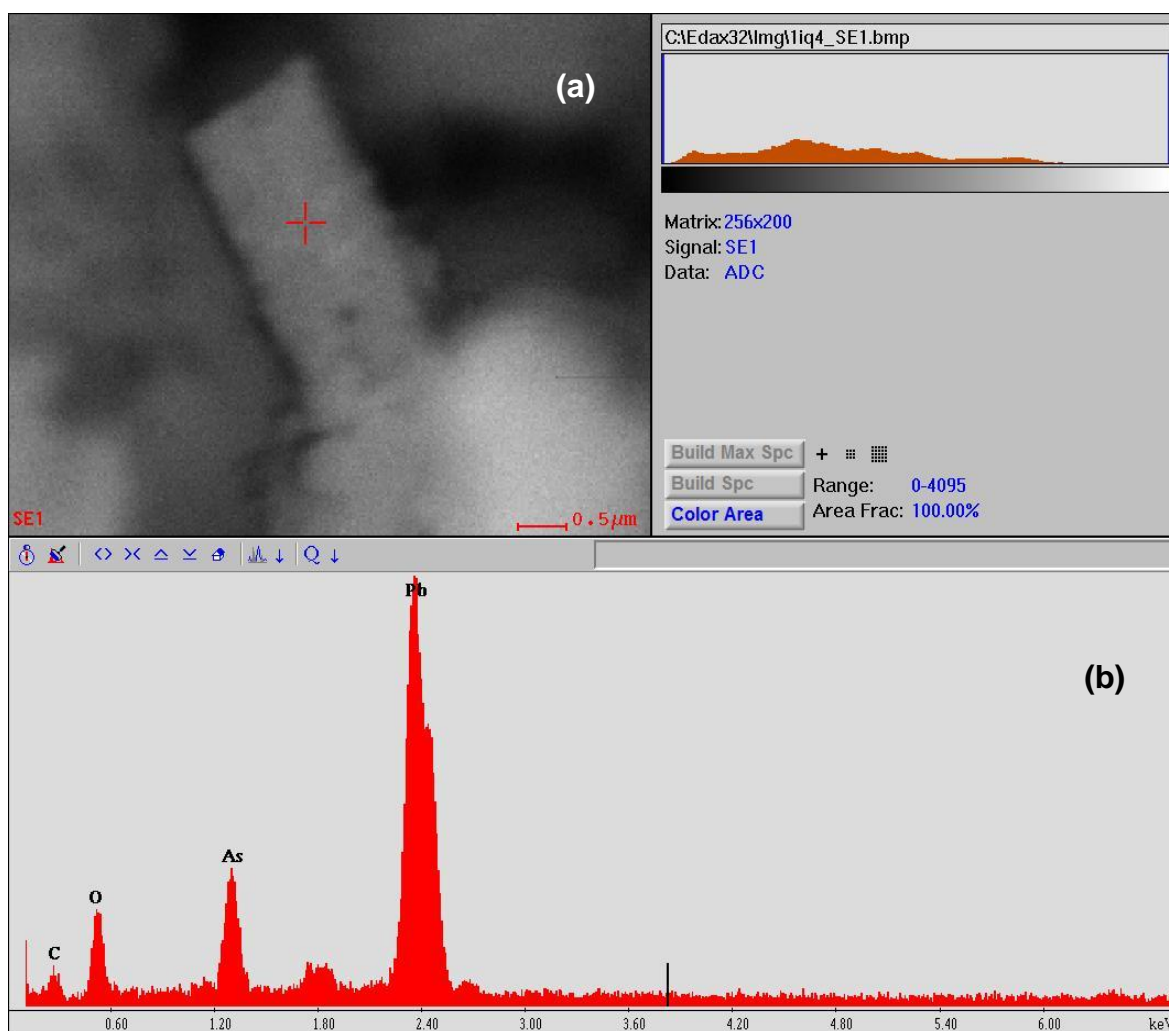 (a)
SE1
0.5µm
C:\Edax32\Img\1iq4_SE1.bmp
Matrix: 256x200
Signal: SE1
Data: ADC
Build Max Spc
Build Spc
Color Area
Range: 0-4095
Area Frac: 100.00%
Q
(b)
Pb
As
O
C
0.60 1.20 1.80 2.40 3.00 3.60 4.20 4.80 5.40 6.00 keV